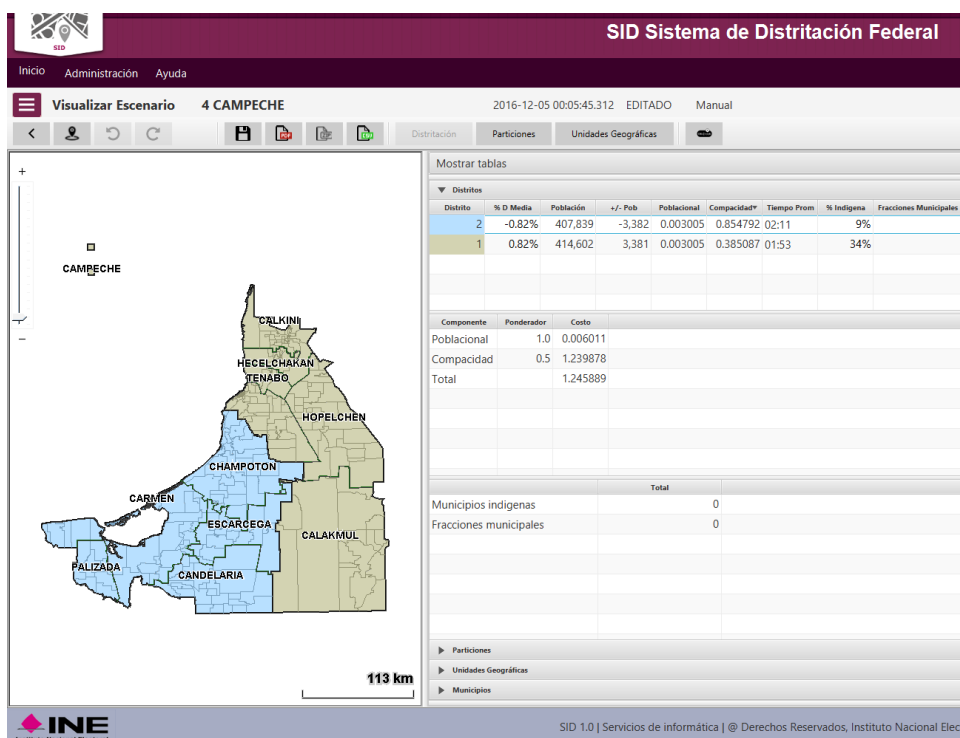 SID
SID Sistema de Distritación Federal
Inicio Administración Ayuda
Visualizar Escenario 4 CAMPECHE 2016-12-05 00:05:45.312 EDITADO Manual
PDF CSV Distritación Particiones Unidades Geográficas
Mostrar tablas
Distritos
Distrito % D Media Población +/- Pob Poblacional Compacidad Tiempo Prom % Indigena Fracciones Municipales
2 -0.82% 407,839 -3,382 0.003005 0.854792 02:11 9%
1 0.82% 414,602 3,381 0.003005 0.385087 01:53 34%
Componente Ponderador Costo
Poblacional 1.0 0.006011
Compacidad 0.5 1.239878
Total 1.245889
Total
Municipios indigenas 0
Fracciones municipales 0
Particiones
Unidades Geográficas
Municipios
+
−
CAMPECHE
CALKINI
HECELCHAKAN
TENABO
HOPELCHEN
CHAMPOTON
CARMEN
ESCARCEGA
CALAKMUL
PALIZADA
CANDELARIA
113 km
INE
SID 1.0 | Servicios de informática | @ Derechos Reservados, Instituto Nacional Elec